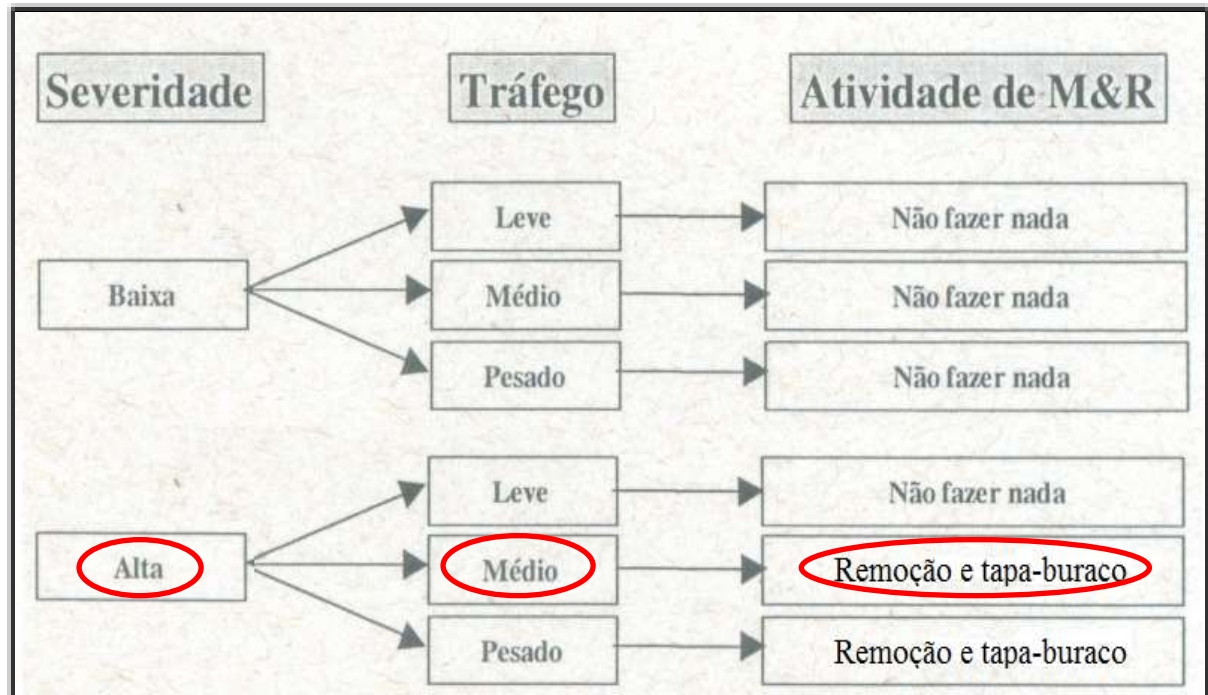 Severidade Tráfego Atividade de M&R
Leve Não fazer nada
Baixa Médio Não fazer nada
Pesado Não fazer nada
Leve Não fazer nada
Alta Médio Remoção e tapa-buraco
Pesado Remoção e tapa-buraco